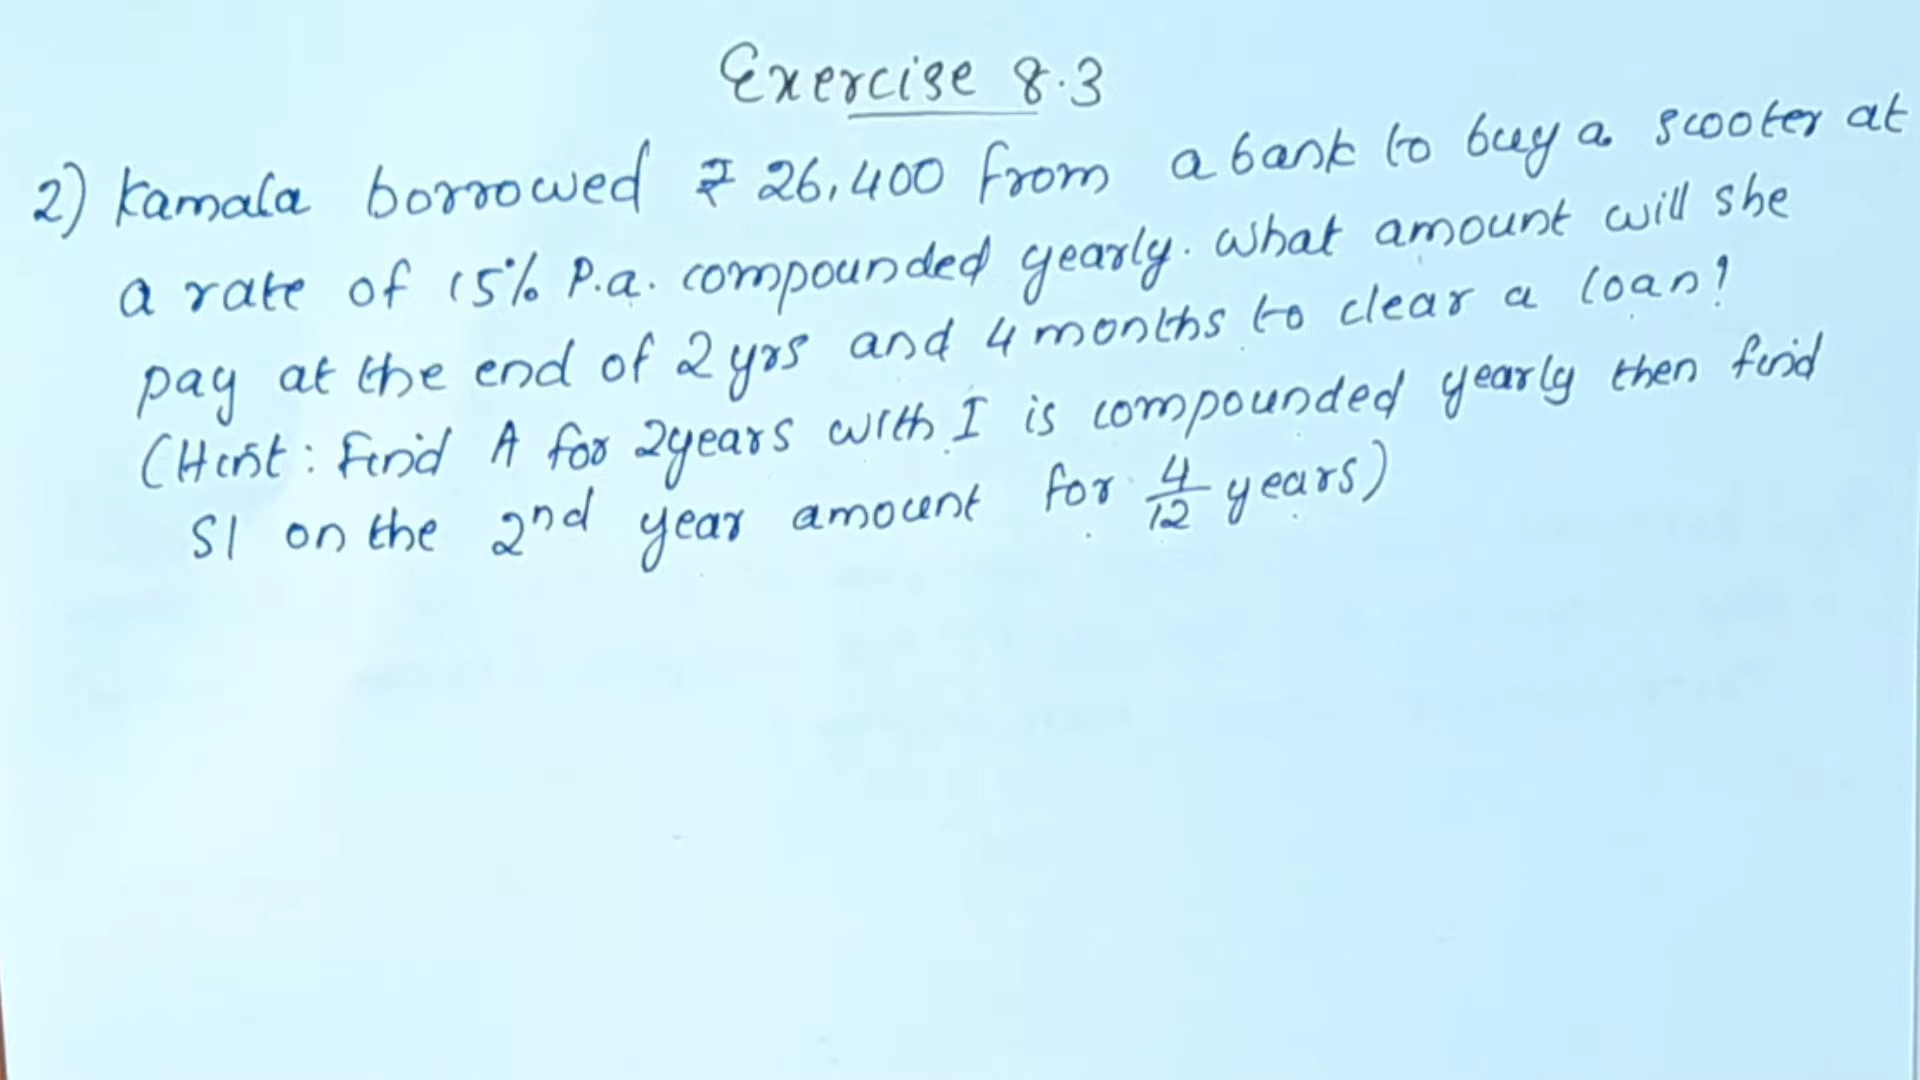 Exercise 8.3
2) Kamala borrowed ₹ 26,400 from a bank to buy a scooter at
a rate of 15% P.a. compounded yearly. What amount will she
pay at the end of 2 yrs and 4 months to clear a loan?
(Hint: Find A for 2years with I is compounded yearly then find
SI on the 2nd year amount for 4/12 years)